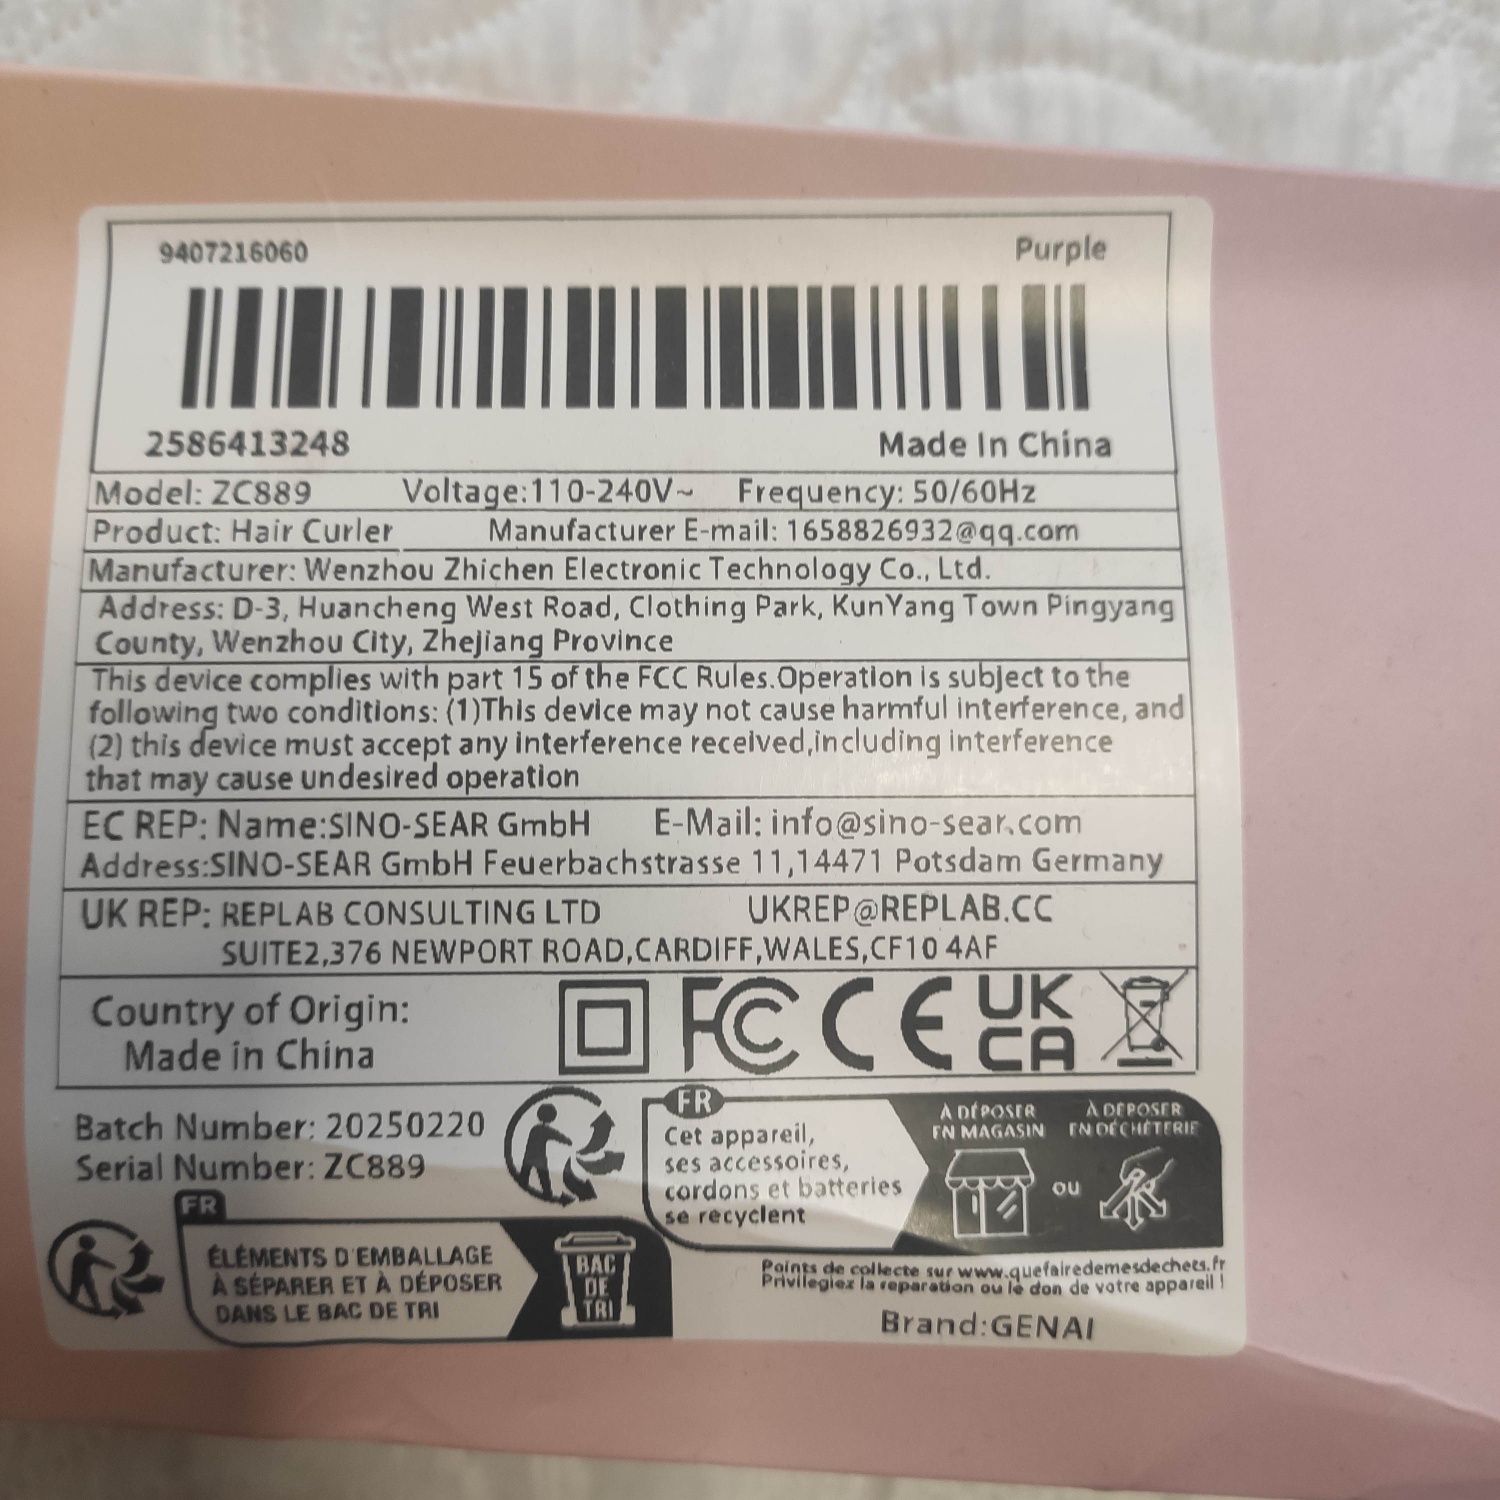 9407216060
Purple
2586413248
Made In China
Model: ZC889 Voltage:110-240V~ Frequency: 50/60Hz
Product: Hair Curler Manufacturer E-mail: 1658826932@qq.com
Manufacturer: Wenzhou Zhichen Electronic Technology Co., Ltd.
Address: D-3, Huancheng West Road, Clothing Park, KunYang Town Pingyang
County, Wenzhou City, Zhejiang Province
This device complies with part 15 of the FCC Rules.Operation is subject to the
following two conditions: (1)This device may not cause harmful interference, and
(2) this device must accept any interference received,including interference
that may cause undesired operation
EC REP: Name:SINO-SEAR GmbH E-Mail: info@sino-sear.com
Address:SINO-SEAR GmbH Feuerbachstrasse 11,14471 Potsdam Germany
UK REP: REPLAB CONSULTING LTD UKREP@REPLAB.CC
SUITE2,376 NEWPORT ROAD,CARDIFF,WALES,CF10 4AF
Country of Origin:
Made in China
FC CE
UK
CA
Batch Number: 20250220
Serial Number: ZC889
FR
Cet appareil,
ses accessoires,
cordons et batteries
se recyclent
À DÉPOSER
EN MAGASIN
ou
À DÉPOSER
EN DÉCHÈTERIE
Points de collecte sur www.quefairedemesdechets.fr
Privilegiez la reparation ou le don de votre appareil !
FR
ÉLÉMENTS D'EMBALLAGE
À SÉPARER ET À DÉPOSER
DANS LE BAC DE TRI
BAC
DE
TRI
Brand:GENAI